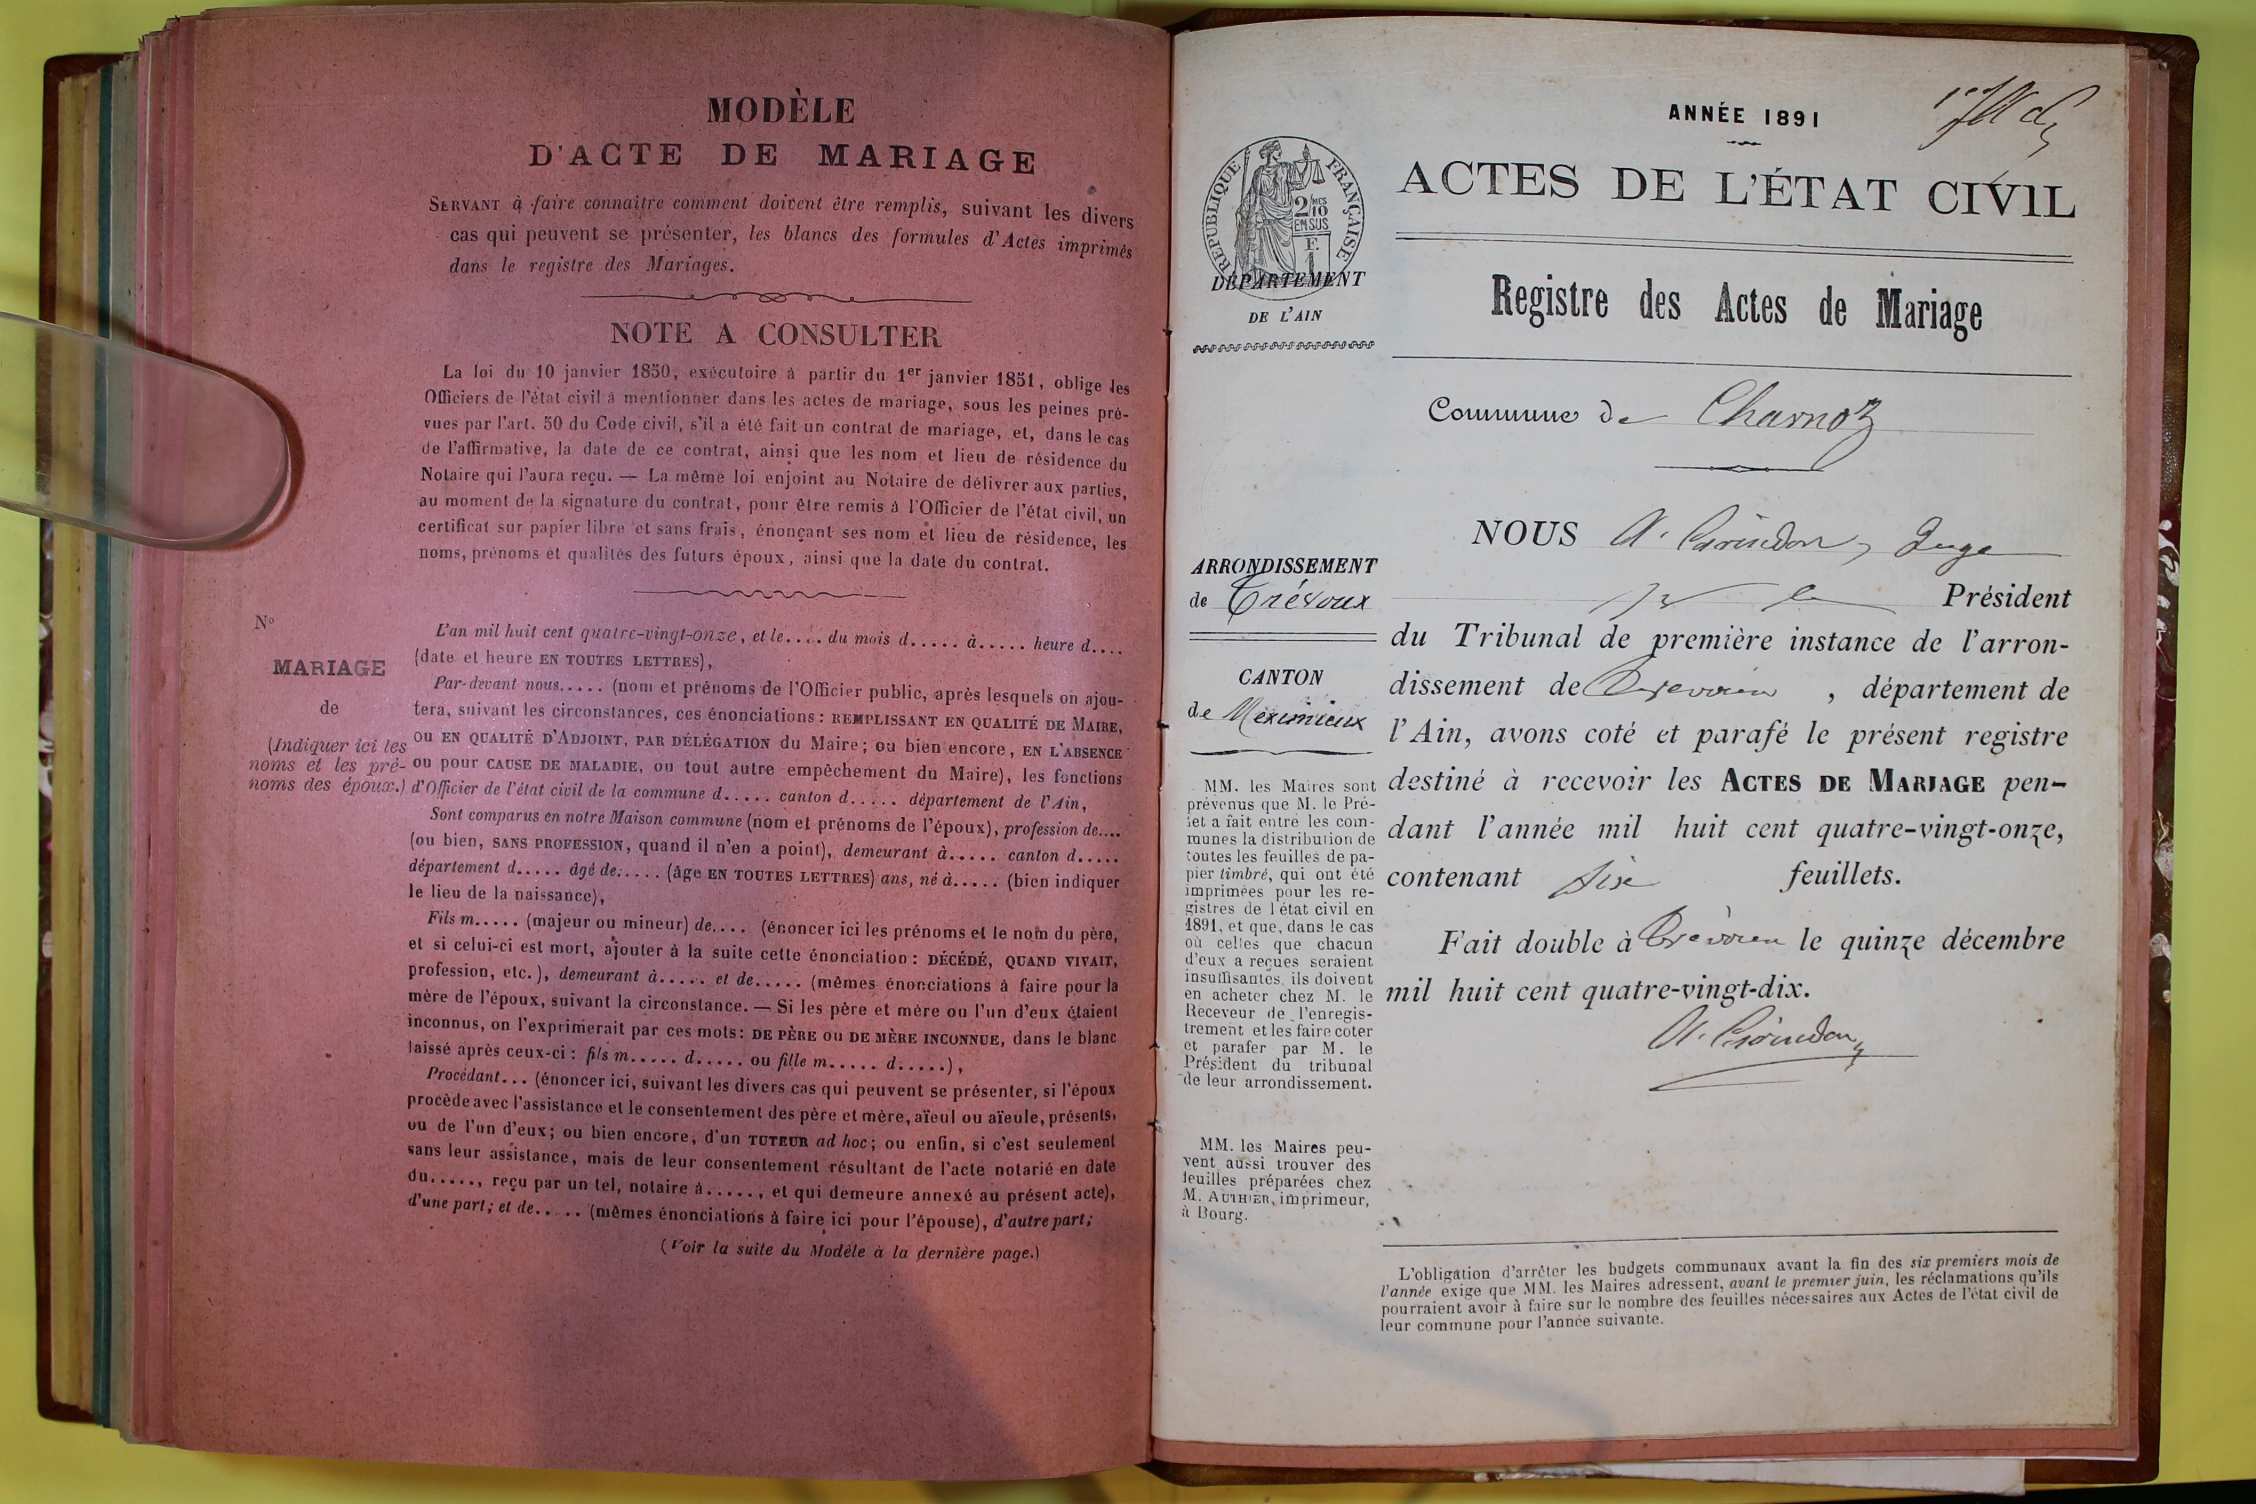 MODÈLE
D'ACTE DE MARIAGE
SERVANT à faire connaître comment doivent être remplis, suivant les divers
cas qui peuvent se présenter, les blancs des formules d'Actes imprimés
dans le registre des Mariages.
NOTE A CONSULTER
La loi du 10 janvier 1850, exécutoire à partir du 1er janvier 1851, oblige les
Officiers de l'état civil à mentionner dans les actes de mariage, sous les peines pré-
vues par l'art. 50 du Code civil, s'il a été fait un contrat de mariage, et, dans le cas
de l'affirmative, la date de ce contrat, ainsi que les nom et lieu de résidence du
Notaire qui l'aura reçu. — La même loi enjoint au Notaire de délivrer aux parties,
au moment de la signature du contrat, pour être remis à l'Officier de l'état civil, un
certificat sur papier libre et sans frais, énonçant ses nom et lieu de résidence, les
noms, prénoms et qualités des futurs époux, ainsi que la date du contrat.
N°
MARIAGE
de
(Indiquer ici les
noms et les pré-
noms des époux.)
L'an mil huit cent quatre-vingt-onze, et le.... du mois d..... à..... heure d....
(date et heure EN TOUTES LETTRES),
Par-devant nous..... (nom et prénoms de l'Officier public, après lesquels on ajou-
tera, suivant les circonstances, ces énonciations : REMPLISSANT EN QUALITÉ DE MAIRE,
OU EN QUALITÉ D'ADJOINT, PAR DÉLÉGATION du Maire; ou bien encore, EN L'ABSENCE
ou pour CAUSE DE MALADIE, ou tout autre empêchement du Maire), les fonctions
d'Officier de l'état civil de la commune d..... canton d..... département de l'Ain,
Sont comparus en notre Maison commune (nom et prénoms de l'époux), profession de....
(ou bien, SANS PROFESSION, quand il n'en a point), demeurant à..... canton d.....
département d..... âgé de..... (âge EN TOUTES LETTRES) ans, né à..... (bien indiquer
le lieu de la naissance),
Fils m..... (majeur ou mineur) de.... (énoncer ici les prénoms et le nom du père,
et si celui-ci est mort, ajouter à la suite cette énonciation : DÉCÉDÉ, QUAND VIVAIT,
profession, etc.), demeurant à..... et de..... (mêmes énonciations à faire pour la
mère de l'époux, suivant la circonstance. — Si les père et mère ou l'un d'eux étaient
inconnus, on l'exprimerait par ces mots: DE PÈRE OU DE MÈRE INCONNUE, dans le blanc
laissé après ceux-ci : fils m..... d..... ou fille m..... d.....),
Procédant... (énoncer ici, suivant les divers cas qui peuvent se présenter, si l'époux
procède avec l'assistance et le consentement des père et mère, aïeul ou aïeule, présents,
ou de l'un d'eux; ou bien encore, d'un TUTEUR ad hoc; ou enfin, si c'est seulement
sans leur assistance, mais de leur consentement résultant de l'acte notarié en date
du....., reçu par un tel, notaire à....., et qui demeure annexé au présent acte),
d'une part; et de..... (mêmes énonciations à faire ici pour l'épouse), d'autre part;
(Voir la suite du Modèle à la dernière page.)
ANNÉE 1891
RÉPUBLIQUE FRANÇAISE
2/10 MES
EN SUS
F.
1
DÉPARTEMENT
DE L'AIN
ACTES DE L'ÉTAT CIVIL
Registre des Actes de Mariage
Commune de Charnoz
ARRONDISSEMENT
de Trévoux
CANTON
de Meximieux
MM. les Maires sont
prévenus que M. le Pré-
fet a fait entre les com-
munes la distribution de
toutes les feuilles de pa-
pier timbré, qui ont été
imprimées pour les re-
gistres de l'état civil en
1891, et que, dans le cas
où celles que chacun
d'eux a reçues seraient
insuffisantes, ils doivent
en acheter chez M. le
Receveur de l'enregis-
trement et les faire coter
et parafer par M. le
Président du tribunal
de leur arrondissement.
MM. les Maires peu-
vent aussi trouver des
feuilles préparées chez
M. AUTHIER, imprimeur,
à Bourg.
NOUS Juge
Président
du Tribunal de première instance de l'arron-
dissement de Trévoux, département de
l'Ain, avons coté et parafé le présent registre
destiné à recevoir les ACTES DE MARIAGE pen-
dant l'année mil huit cent quatre-vingt-onze,
contenant six feuillets.
Fait double à Trévoux le quinze décembre
mil huit cent quatre-vingt-dix.
L'obligation d'arrêter les budgets communaux avant la fin des six premiers mois de
l'année exige que MM. les Maires adressent, avant le premier juin, les réclamations qu'ils
pourraient avoir à faire sur le nombre des feuilles nécessaires aux Actes de l'état civil de
leur commune pour l'année suivante.